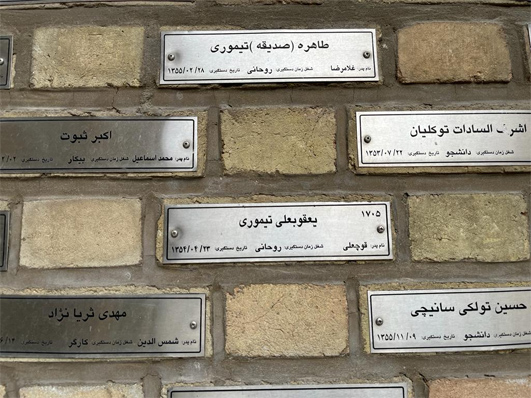 طاهره (صدیقه )تیموری
نام پدر: غلامرضا شغل زمان دستگیری: روحانی تاریخ دستگیری: ۱۳۵۵/۰۲/۲۸
اشرف السادات توکلیان
شغل زمان دستگیری: دانشجو تاریخ دستگیری: ۱۳۵۳/۰۷/۲۲
اکبر ثبوت
نام پدر: محمد اسماعیل شغل زمان دستگیری: بیکار
۱۷۰۵
یعقوبعلی تیموری
نام پدر: قوچعلی شغل زمان دستگیری: روحانی تاریخ دستگیری: ۱۳۵۴/۰۴/۲۳
حسین تولکی سانیچی
شغل زمان دستگیری: دانشجو تاریخ دستگیری: ۱۳۵۵/۱۱/۰۹
مهدی ثریا نژاد
نام پدر: شمس الدین شغل زمان دستگیری: کارگر